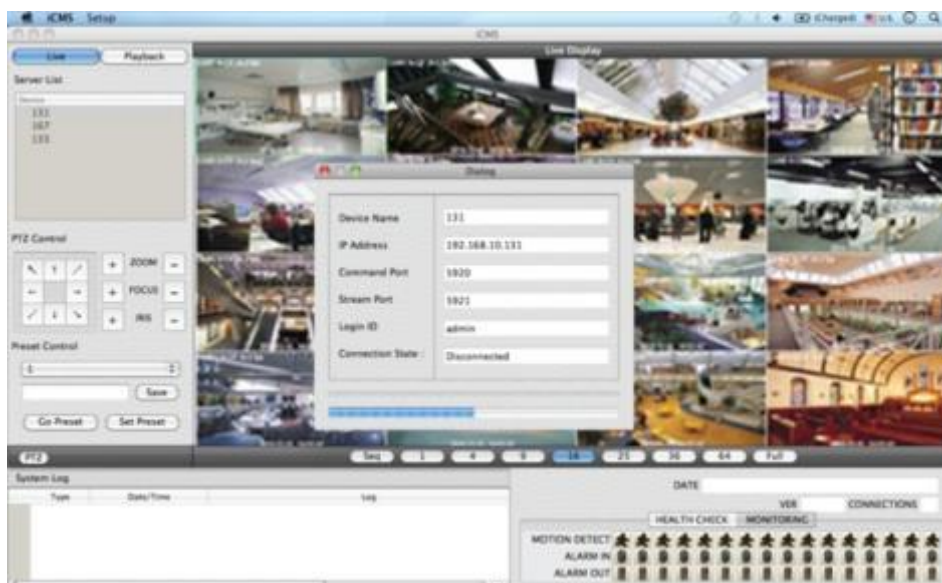 iCMS Setup
(Charged) U.S.
iCMS
Live Playback
Live Display
Server List
Device
131
167
133
PTZ Control
+ ZOOM -
+ FOCUS -
+ IRIS -
Preset Control
1
Save
Go Preset Set Preset
PTZ
Seq 1 4 9 16 25 36 64 Full
Dialog
Device Name 131
IP Address 192.168.10.131
Command Port 5920
Stream Port 5921
Login ID admin
Connection State : Disconnected
System Log
Type Date/Time Log
DATE
VER CONNECTIONS
HEALTH CHECK MONITORING
MOTION DETECT
ALARM IN
ALARM OUT